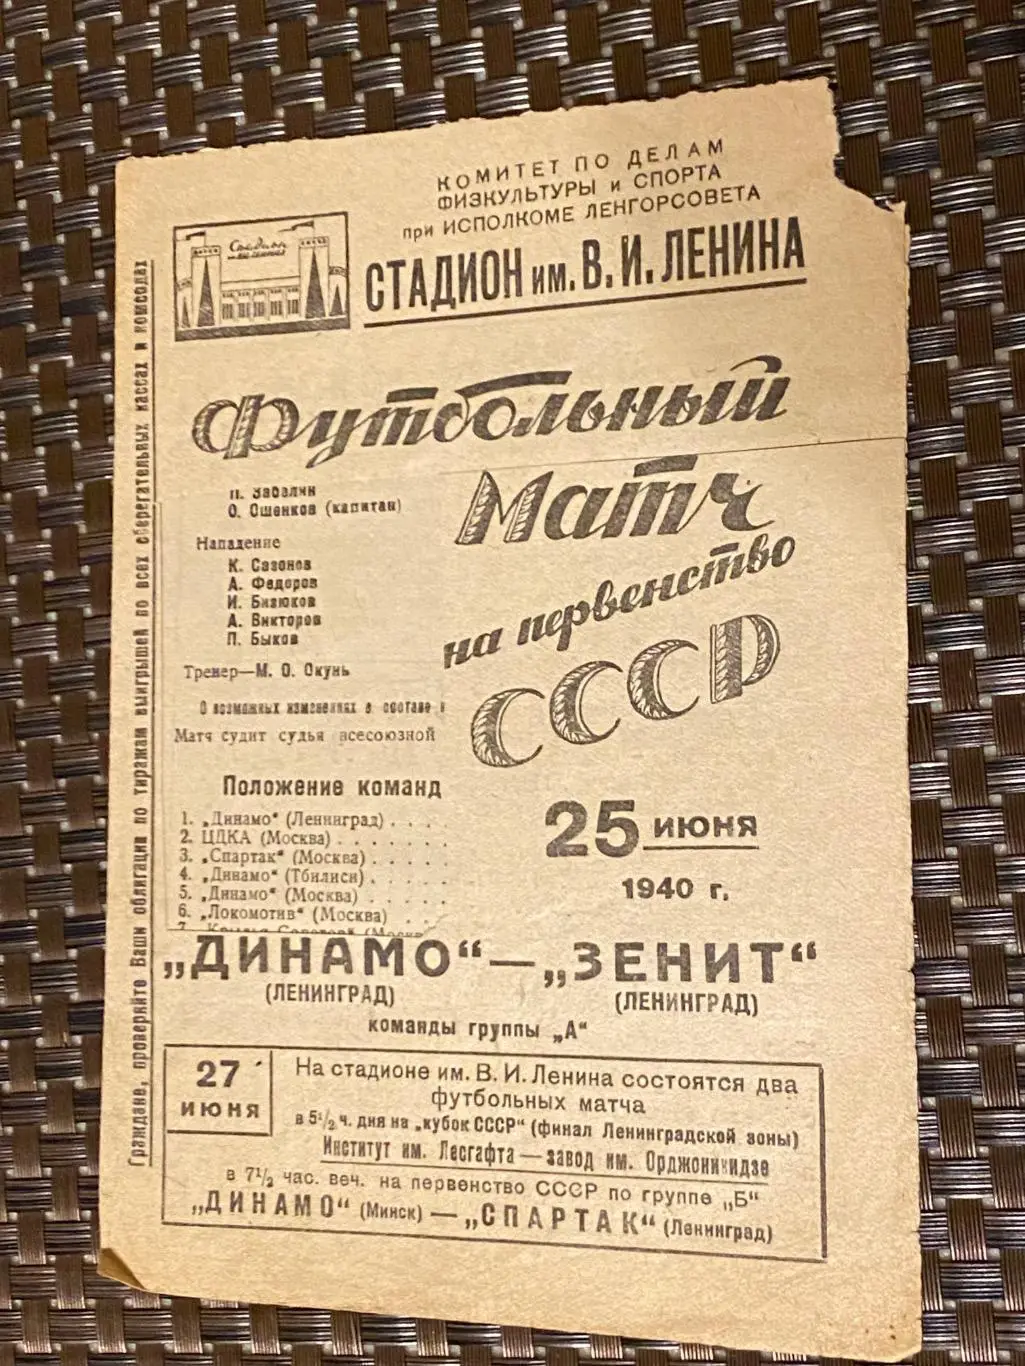 КОМИТЕТ ПО ДЕЛАМ
ФИЗКУЛЬТУРЫ и СПОРТА
при ИСПОЛКОМЕ ЛЕНГОРСОВЕТА
СТАДИОН им. В. И. ЛЕНИНА
Стадион
Футбольный
Матч
на первенство
СССР
25 ИЮНЯ
1940 г.
П. Забелин
О. Ошенков (капитан)
Нападение
К. Сазонов
А. Федоров
И. Бизюков
А. Викторов
П. Быков
Тренер—М. О. Окунь
О возможных изменениях в составе
Матч судит судья всесоюзной
Положение команд
1. „Динамо“ (Ленинград) . . . .
2. ЦДКА (Москва) . . . . . . .
3. „Спартак“ (Москва) . . . . .
4. „Динамо“ (Тбилиси) . . . . .
5. „Динамо“ (Москва) . . . . .
6. „Локомотив“ (Москва) . . . .
„ДИНАМО“ — „ЗЕНИТ“
(ЛЕНИНГРАД) (ЛЕНИНГРАД)
команды группы „А“
27 ИЮНЯ
На стадионе им. В. И. Ленина состоятся два
футбольных матча
в 5½ ч. дня на „кубок СССР“ (финал Ленинградской зоны)
Институт им. Лесгафта—завод им. Орджоникидзе
в 7½ час. веч. на первенство СССР по группе „Б“
„ДИНАМО“ (Минск) — „СПАРТАК“ (Ленинград)
Граждане, проверяйте Ваши облигации по тиражам выигрышей во всех сберегательных кассах и комсодах